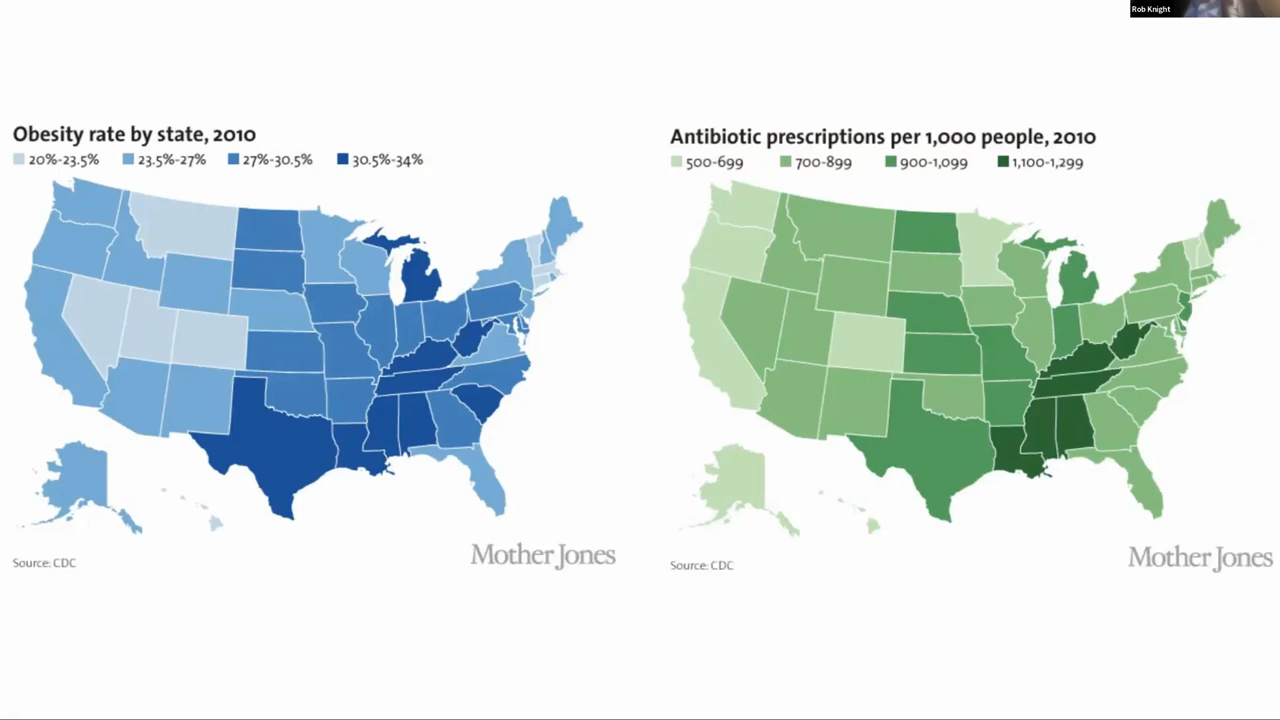 Rob Knight
Obesity rate by state, 2010
20%-23.5% 23.5%-27% 27%-30.5% 30.5%-34%
Source: CDC
Mother Jones
Antibiotic prescriptions per 1,000 people, 2010
500-699 700-899 900-1,099 1,100-1,299
Source: CDC
Mother Jones